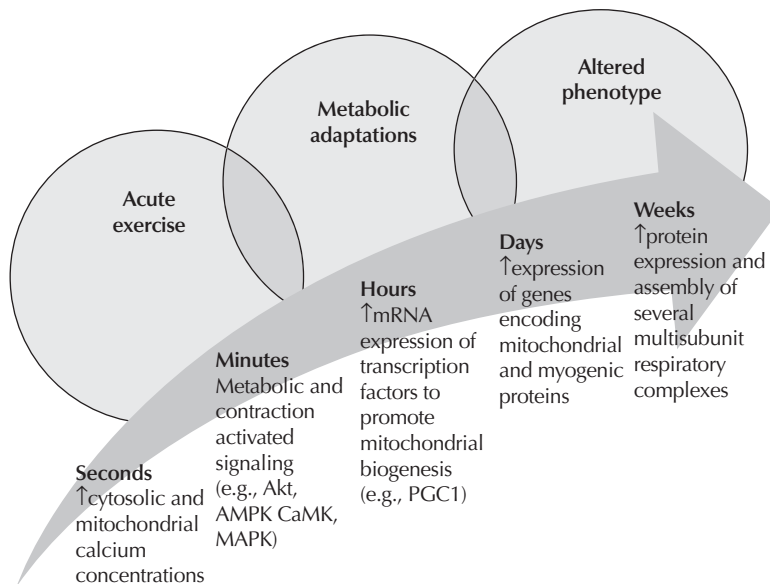 Acute
exercise
Metabolic
adaptations
Altered
phenotype
Seconds
↑cytosolic and
mitochondrial
calcium
concentrations
Minutes
Metabolic and
contraction
activated
signaling
(e.g., Akt,
AMPK CaMK,
MAPK)
Hours
↑mRNA
expression of
transcription
factors to
promote
mitochondrial
biogenesis
(e.g., PGC1)
Days
↑expression
of genes
encoding
mitochondrial
and myogenic
proteins
Weeks
↑protein
expression and
assembly of
several
multisubunit
respiratory
complexes